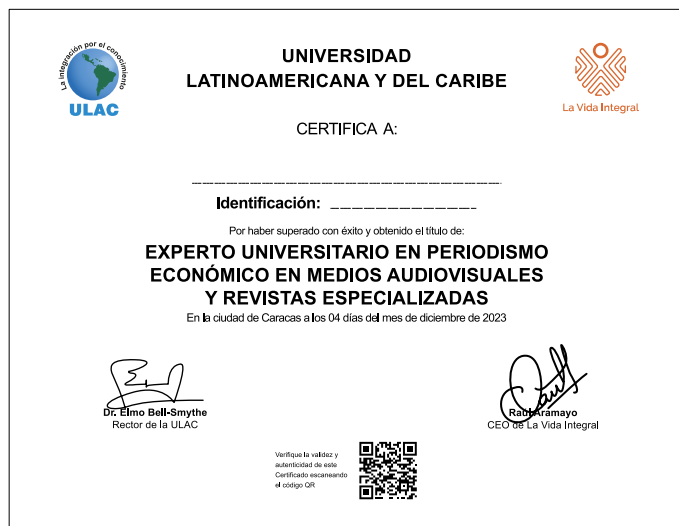 La integración por el conocimiento
ULAC
UNIVERSIDAD
LATINOAMERICANA Y DEL CARIBE
La Vida Integral
CERTIFICA A:
Identificación:
Por haber superado con éxito y obtenido el título de:
EXPERTO UNIVERSITARIO EN PERIODISMO
ECONÓMICO EN MEDIOS AUDIOVISUALES
Y REVISTAS ESPECIALIZADAS
En la ciudad de Caracas a los 04 días del mes de diciembre de 2023
Dr. Elmo Bell-Smythe
Rector de la ULAC
Raúl Aramayo
CEO de La Vida Integral
Verifique la validez y
autenticidad de este
Certificado escaneando
el código QR